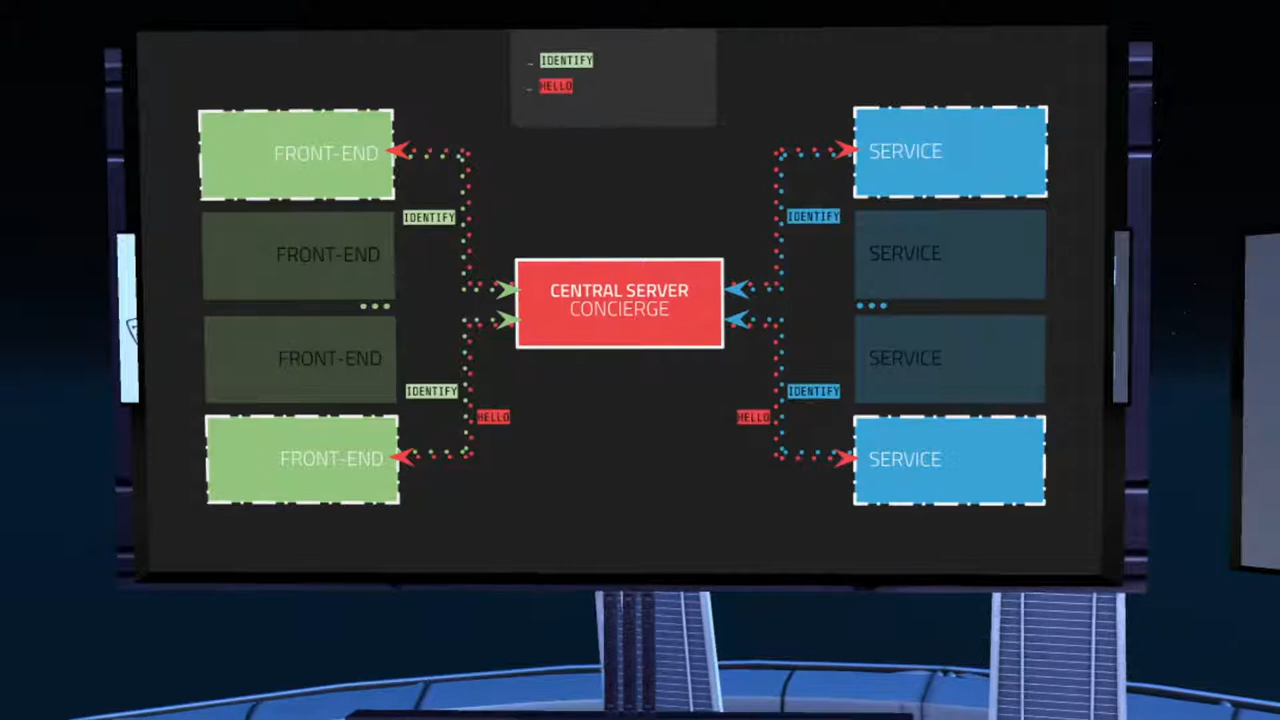 IDENTIFY
HELLO
FRONT-END
SERVICE
IDENTIFY
IDENTIFY
FRONT-END
SERVICE
CENTRAL SERVER
CONCIERGE
FRONT-END
SERVICE
IDENTIFY
IDENTIFY
HELLO
HELLO
FRONT-END
SERVICE